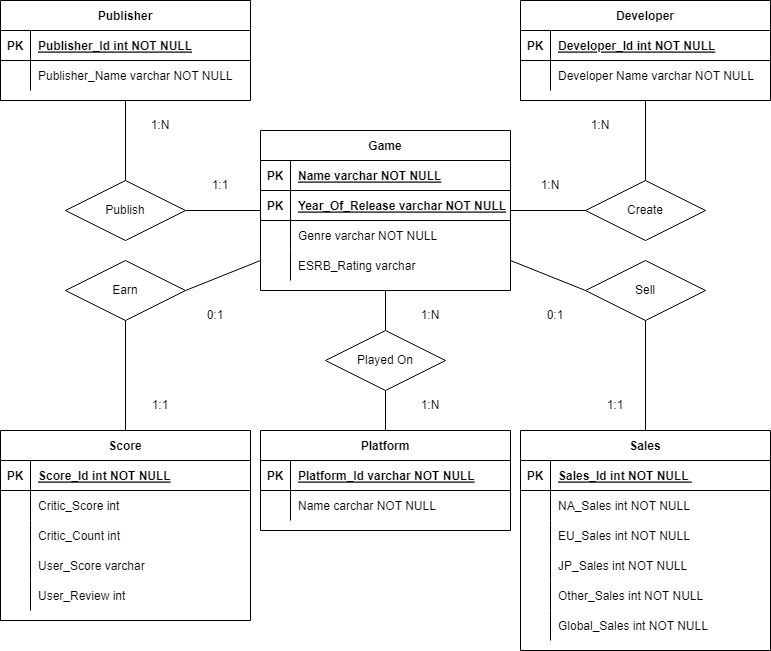 Publisher
PK Publisher_Id int NOT NULL
Publisher_Name varchar NOT NULL
Developer
PK Developer_Id int NOT NULL
Developer Name varchar NOT NULL
1:N
1:N
Game
PK Name varchar NOT NULL
PK Year_Of_Release varchar NOT NULL
Genre varchar NOT NULL
ESRB_Rating varchar
1:1
1:N
Publish
Create
Earn
Sell
0:1
1:N
0:1
Played On
1:1
1:N
1:1
Score
PK Score_Id int NOT NULL
Critic_Score int
Critic_Count int
User_Score varchar
User_Review int
Platform
PK Platform_Id varchar NOT NULL
Name carchar NOT NULL
Sales
PK Sales_Id int NOT NULL
NA_Sales int NOT NULL
EU_Sales int NOT NULL
JP_Sales int NOT NULL
Other_Sales int NOT NULL
Global_Sales int NOT NULL